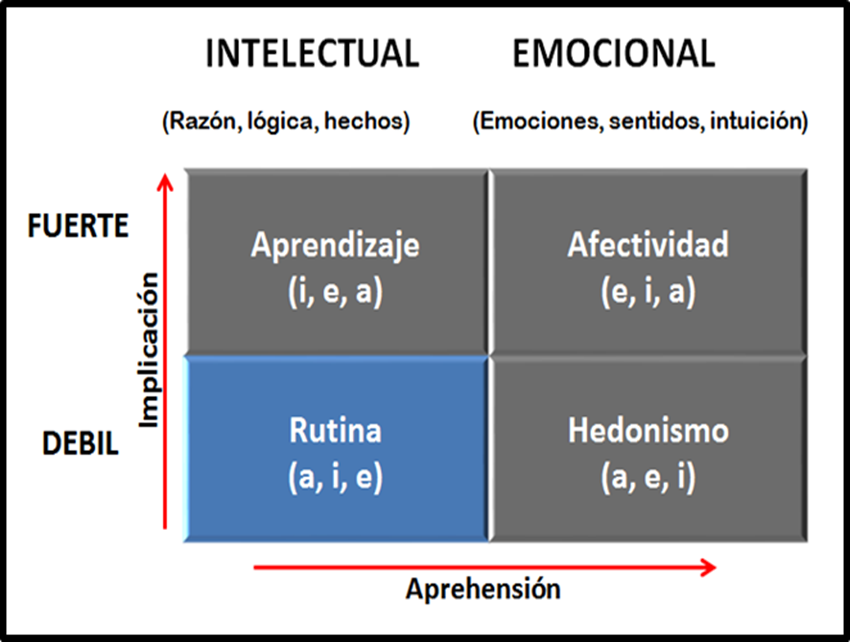 INTELECTUAL
EMOCIONAL
(Razón, lógica, hechos)
(Emociones, sentidos, intuición)
FUERTE
Implicación
DEBIL
Aprendizaje
(i, e, a)
Afectividad
(e, i, a)
Rutina
(a, i, e)
Hedonismo
(a, e, i)
Aprehensión